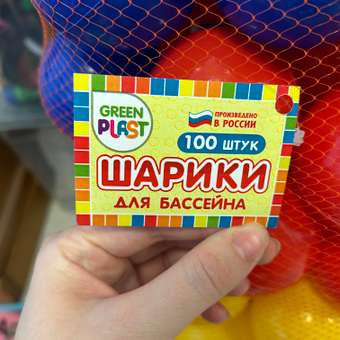 GREEN
PLAST
ПРОИЗВЕДЕНО
В РОССИИ
100 ШТУК
ШАРИКИ
ДЛЯ БАССЕЙНА